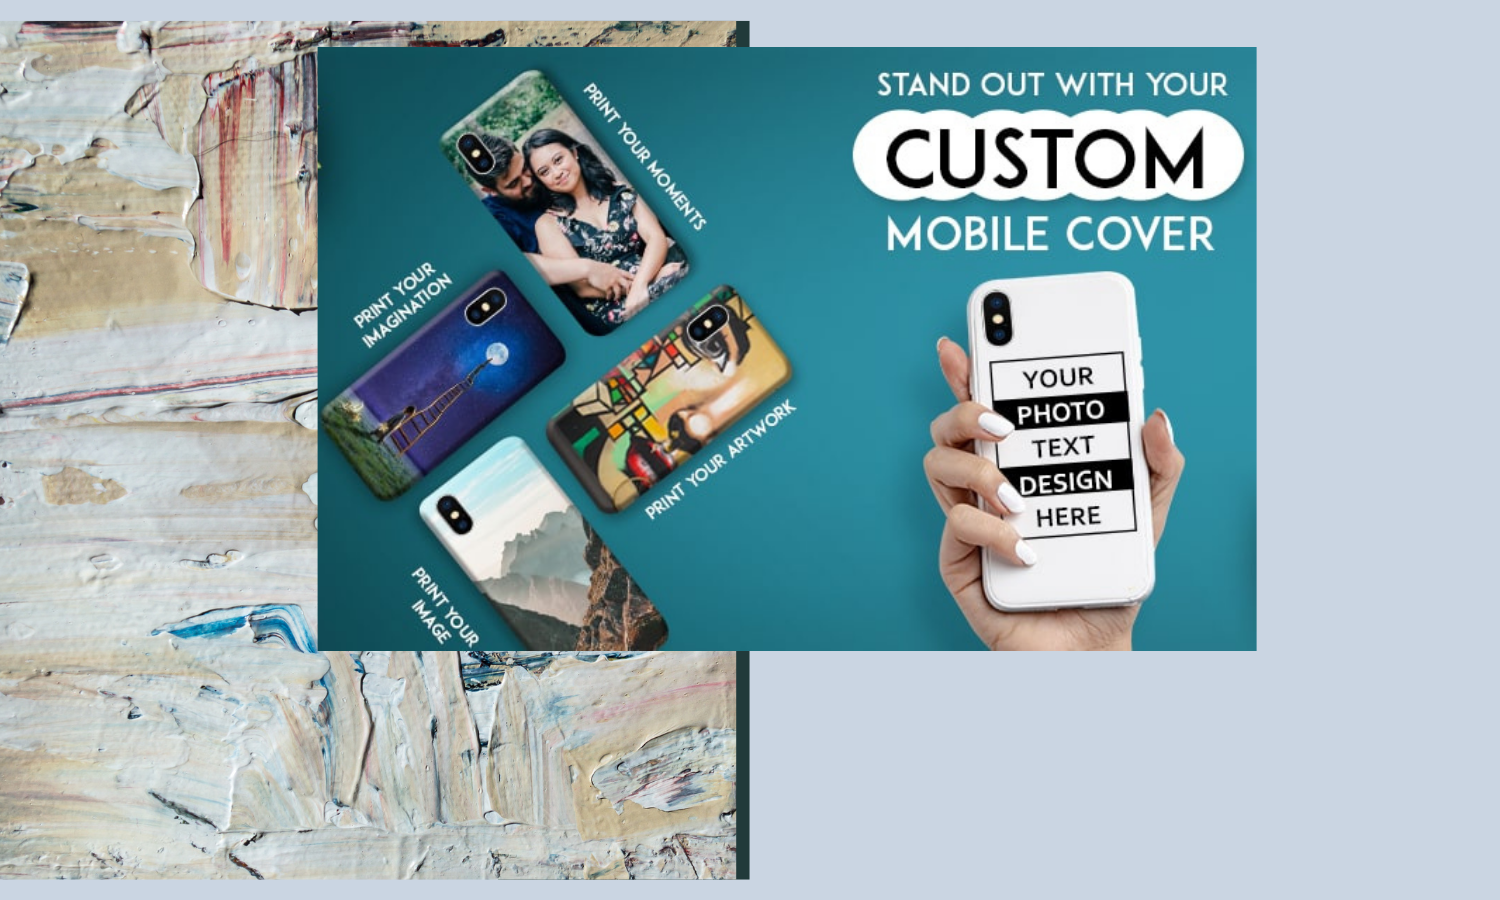 STAND OUT WITH YOUR
CUSTOM
MOBILE COVER
PRINT YOUR MOMENTS
PRINT YOUR
IMAGINATION
PRINT YOUR ARTWORK
PRINT YOUR
IMAGE
YOUR
PHOTO
TEXT
DESIGN
HERE